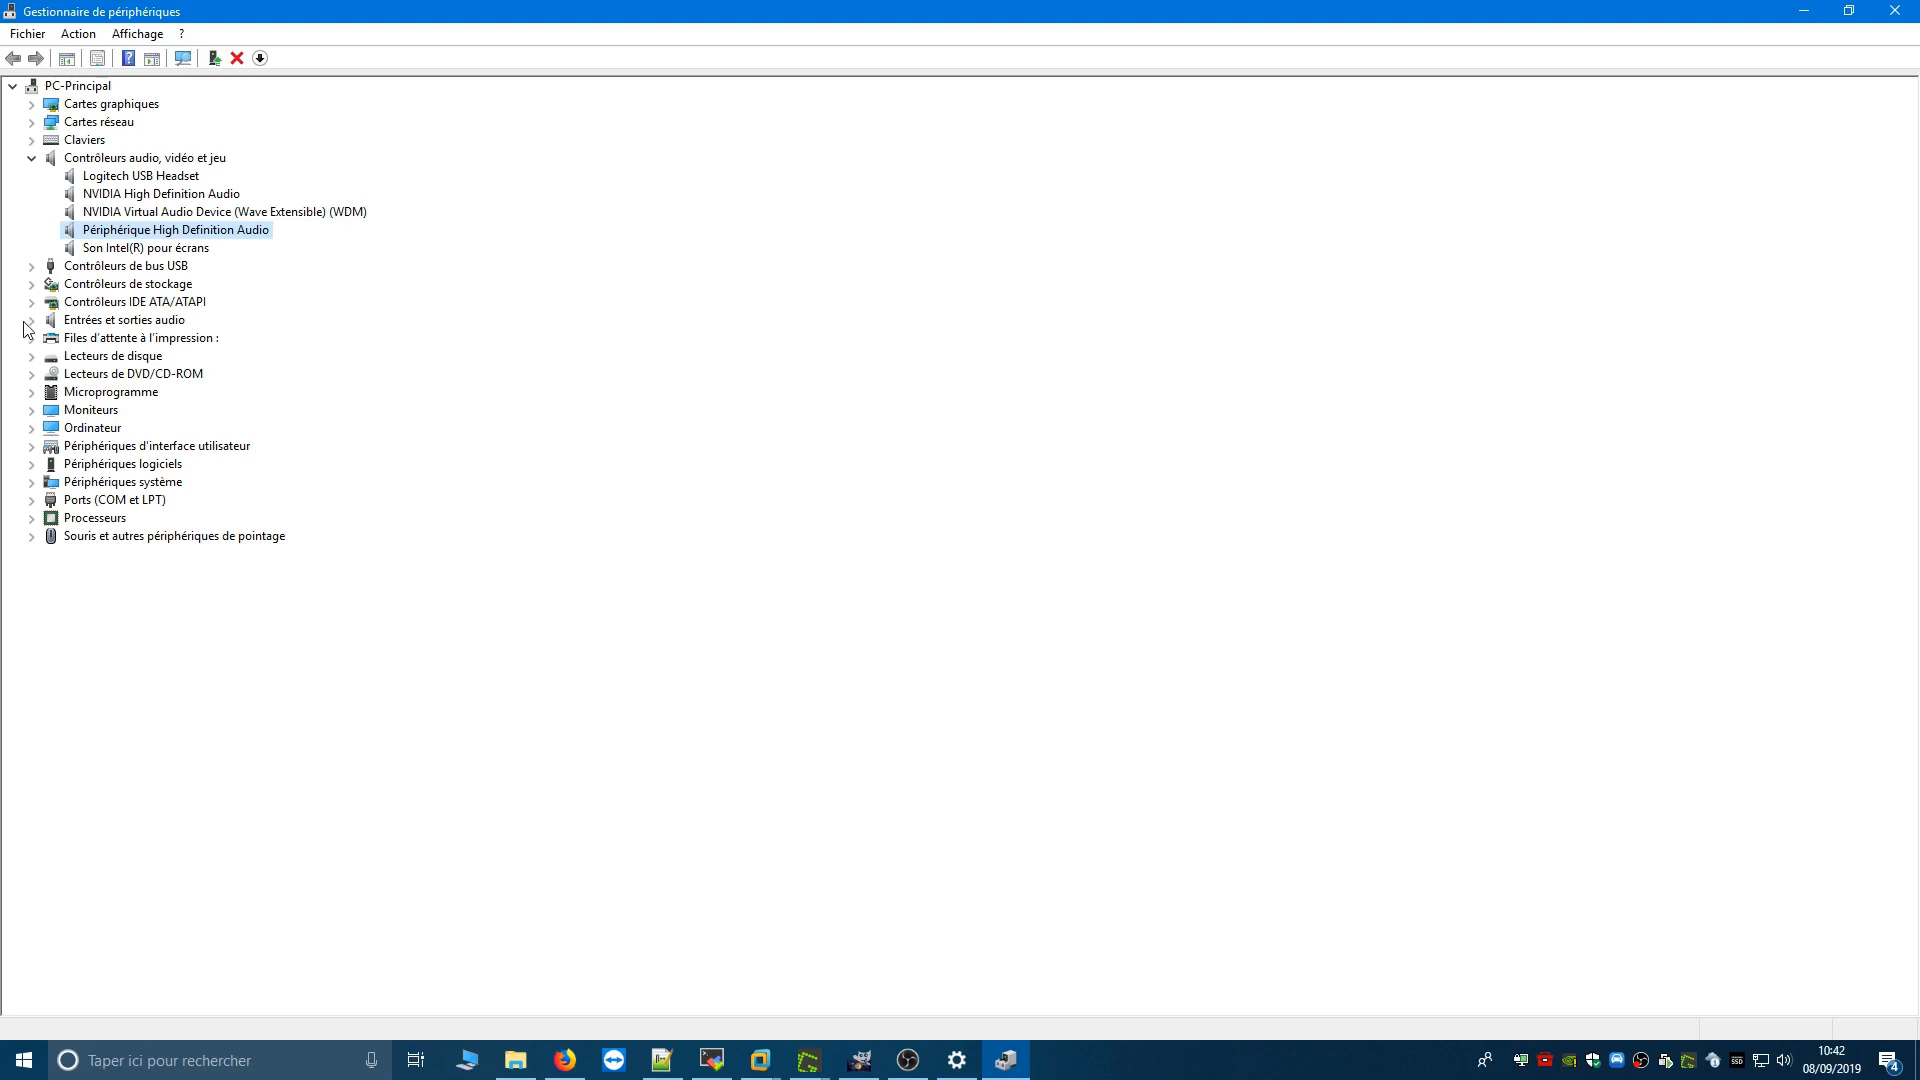 Gestionnaire de périphériques
Fichier Action Affichage ?
PC-Principal
Cartes graphiques
Cartes réseau
Claviers
Contrôleurs audio, vidéo et jeu
Logitech USB Headset
NVIDIA High Definition Audio
NVIDIA Virtual Audio Device (Wave Extensible) (WDM)
Périphérique High Definition Audio
Son Intel(R) pour écrans
Contrôleurs de bus USB
Contrôleurs de stockage
Contrôleurs IDE ATA/ATAPI
Entrées et sorties audio
Files d'attente à l'impression :
Lecteurs de disque
Lecteurs de DVD/CD-ROM
Microprogramme
Moniteurs
Ordinateur
Périphériques d'interface utilisateur
Périphériques logiciels
Périphériques système
Ports (COM et LPT)
Processeurs
Souris et autres périphériques de pointage
Taper ici pour rechercher
SSD
10:42
08/09/2019
4